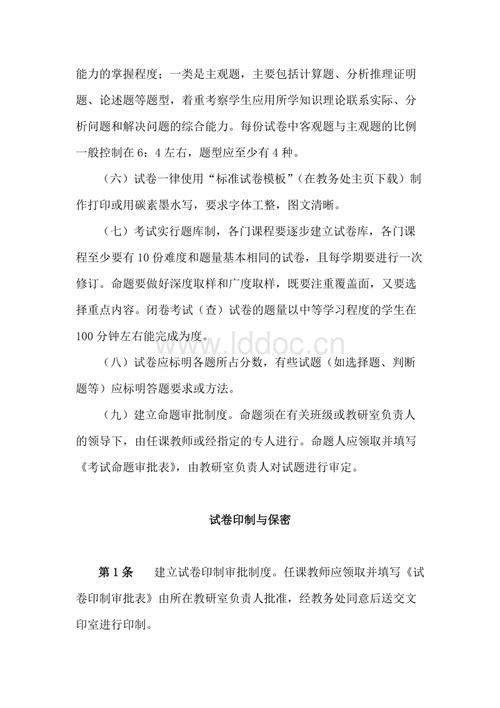 能力的掌握程度；一类是主观题，主要包括计算题、分析推理证明
题、论述题等题型，着重考察学生应用所学知识理论联系实际、分
析问题和解决问题的综合能力。每份试卷中客观题与主观题的比例
一般控制在 6：4 左右，题型应至少有 4 种。
（六）试卷一律使用“标准试卷模板”（在教务处主页下载）制
作打印或用碳素墨水写，要求字体工整，图文清晰。
（七）考试实行题库制，各门课程要逐步建立试卷库，各门课
程至少要有 10 份难度和题量基本相同的试卷，且每学期要进行一次
修订。命题要做好深度取样和广度取样，既要注重覆盖面，又要选
择重点内容。闭卷考试（查）试卷的题量以中等学习程度的学生在
100 分钟左右能完成为度。
www.lddoc.cn
（八）试卷应标明各题所占分数，有些试题（如选择题、判断
题等）应标明答题要求或方法。
（九）建立命题审批制度。命题须在有关班级或教研室负责人
的领导下，由任课教师或经指定的专人进行。命题人应领取并填写
《考试命题审批表》，由教研室负责人对试题进行审定。
试卷印制与保密
第 1 条 建立试卷印制审批制度。任课教师应领取并填写《试
卷印制审批表》由所在教研室负责人批准，经教务处同意后送交文
印室进行印制。